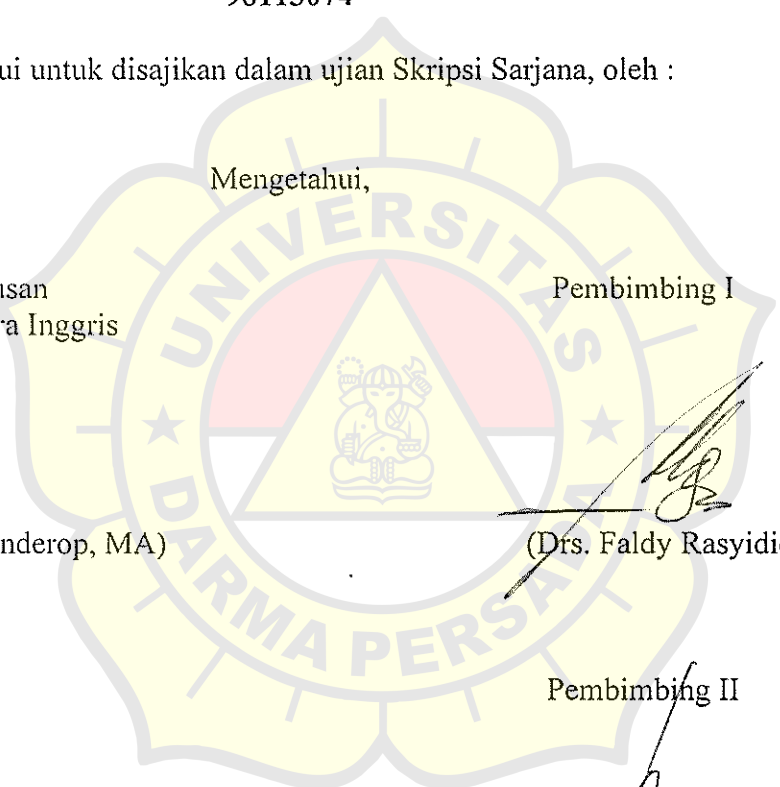 ui untuk disajikan dalam ujian Skripsi Sarjana, oleh :
Mengetahui,
usan
ra Inggris
Pembimbing I
UNIVERSITAS
DARMA PERSADA
nderop, MA)
(Drs. Faldy Rasyidi
Pembimbing II